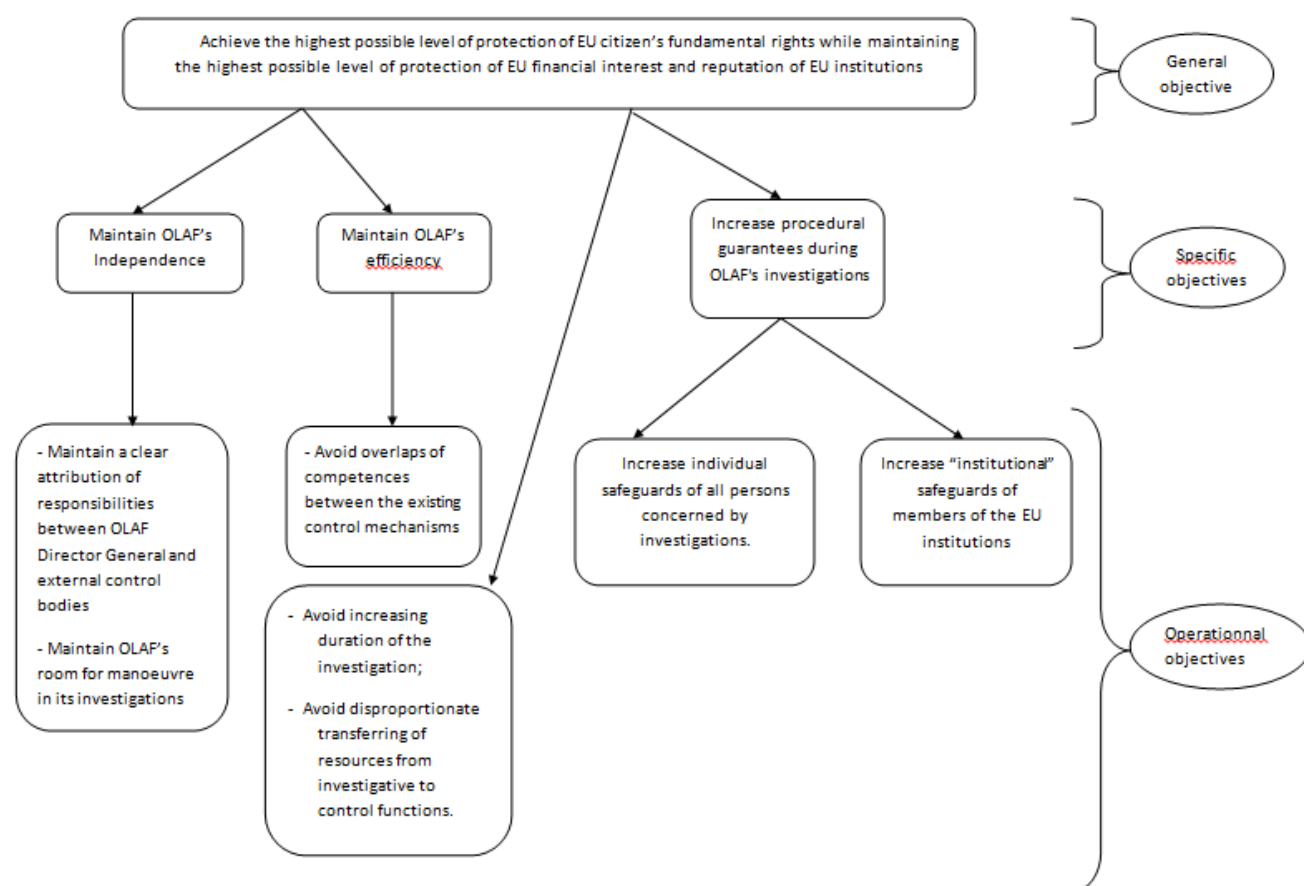 Achieve the highest possible level of protection of EU citizen’s fundamental rights while maintaining
the highest possible level of protection of EU financial interest and reputation of EU institutions
General
objective
Maintain OLAF’s
Independence
Maintain OLAF’s
efficiency
Increase procedural
guarantees during
OLAF's investigations
Specific
objectives
- Maintain a clear
attribution of
responsibilities
between OLAF
Director General and
external control
bodies
- Maintain OLAF’s
room for manoeuvre
in its investigations
- Avoid overlaps of
competences
between the existing
control mechanisms
- Avoid increasing
duration of the
investigation;
- Avoid disproportionate
transferring of
resources from
investigative to
control functions.
Increase individual
safeguards of all persons
concerned by
investigations.
Increase “institutional”
safeguards of
members of the EU
institutions
Operationnal
objectives